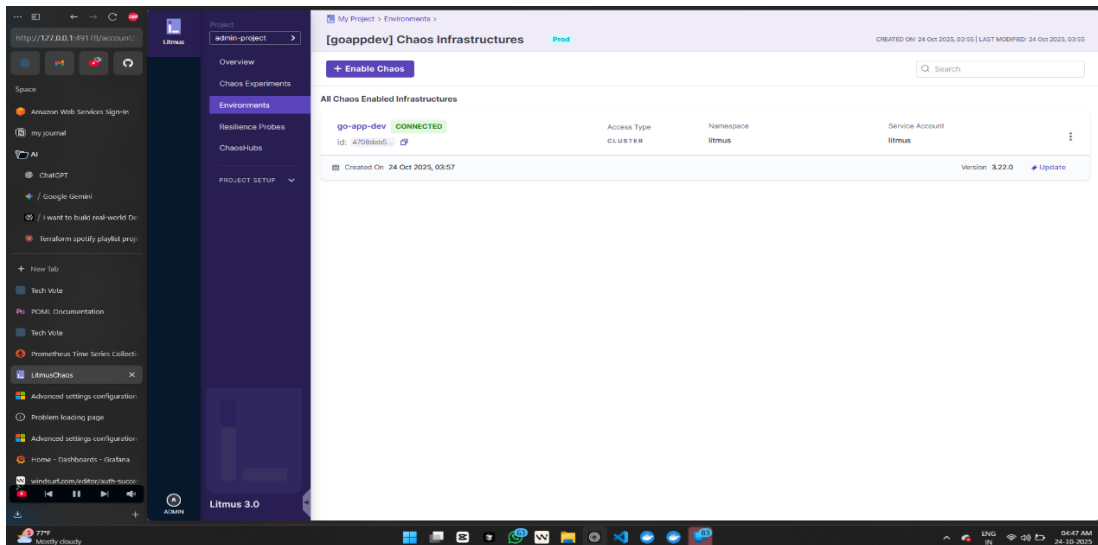 http://127.0.0.1:49178/account/
Space
Amazon Web Services Sign-in
my journal
AI
ChatGPT
/ Google Gemini
/ I want to build real-world De
Terraform spotify playlist proj
+ New Tab
Tech Vote
Po POML Documentation
Tech Vote
Prometheus Time Series Collecti
LitmusChaos
Advanced settings configuration
Problem loading page
Advanced settings configuration
Home - Dashboards - Grafana
windsurf.com/editor/auth-succe
Litmus
ADMIN
Project
admin-project >
Overview
Chaos Experiments
Environments
Resilience Probes
ChaosHubs
PROJECT SETUP
Litmus 3.0
My Project > Environments >
[goappdev] Chaos Infrastructures Prod
CREATED ON: 24 Oct 2025, 03:55 | LAST MODIFIED: 24 Oct 2025, 03:55
+ Enable Chaos
Search
All Chaos Enabled Infrastructures
go-app-dev CONNECTED
id: 4708dab5...
Access Type
CLUSTER
Namespace
litmus
Service Account
litmus
Created On 24 Oct 2025, 03:57
Version 3.22.0 Update
77°F
Mostly cloudy
ENG
IN
04:47 AM
24-10-2025